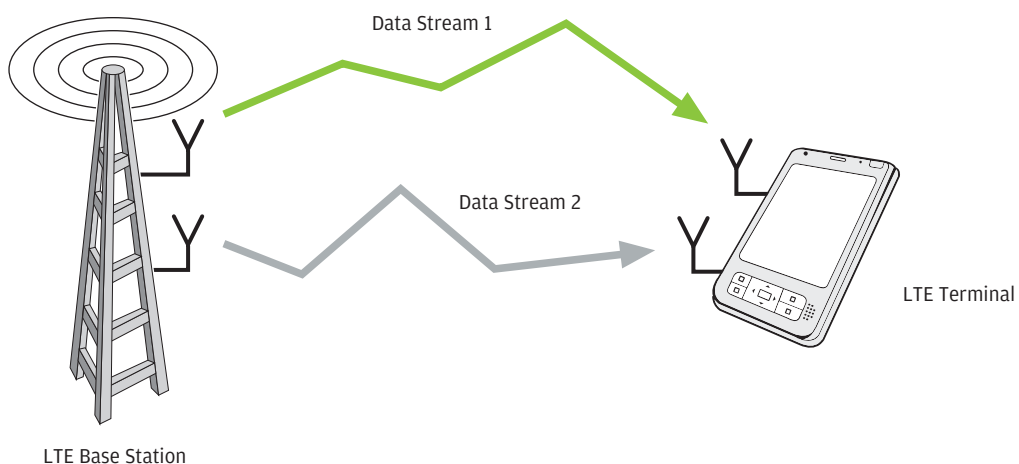 Data Stream 1
Data Stream 2
LTE Terminal
LTE Base Station